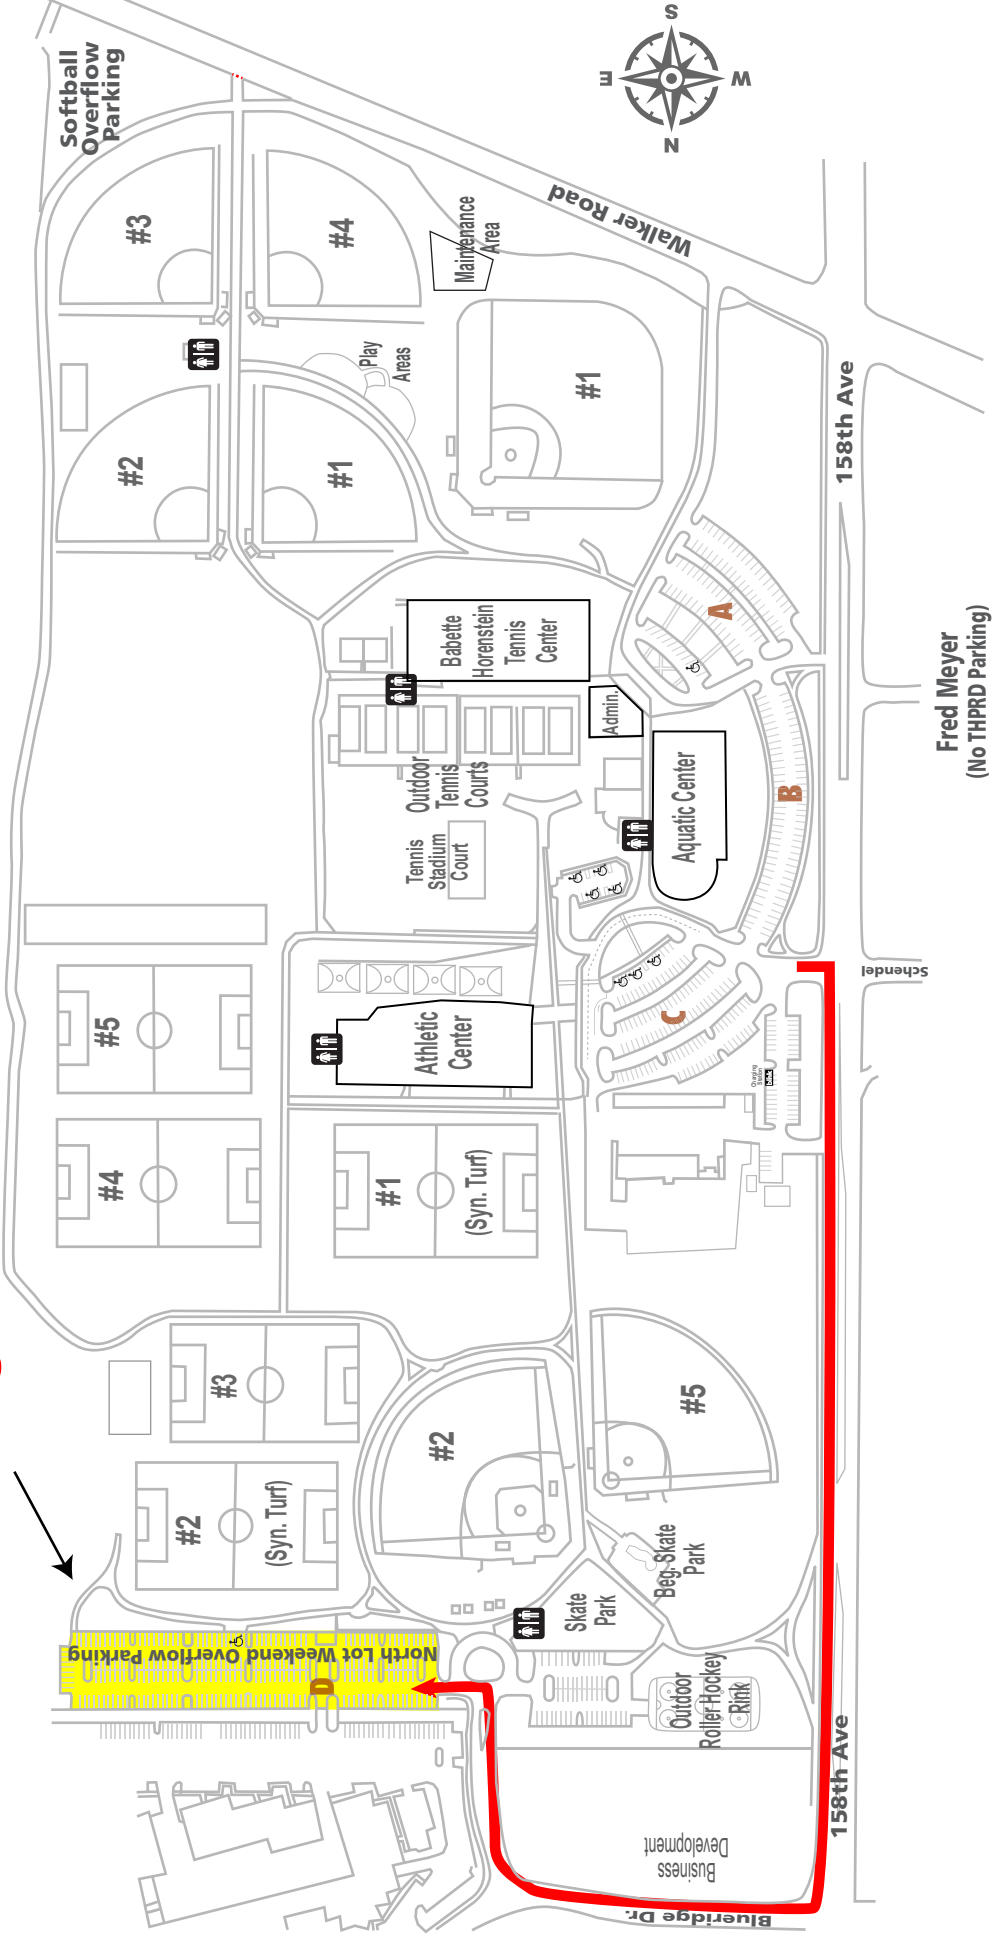 Softball
Overflow
Parking
S
E
W
N
#3
#4
Maintenance
Area
Walker Road
Play
Areas
#1
158th Ave
#2
#1
A
Babette
Horenstein
Tennis
Center
Admin.
Fred Meyer
(No THPRD Parking)
Outdoor
Tennis
Courts
B
Aquatic Center
Tennis
Stadium
Court
Schendel
#5
Athletic
Center
C
Charging
Station
#4
#1
(Syn. Turf)
#3
#2
#5
#2
(Syn. Turf)
Beg. Skate
Park
Skate
Park
North Lot Weekend Overflow Parking
D
Outdoor
Roller Hockey
Rink
158th Ave
Business
Development
Blueridge Dr.